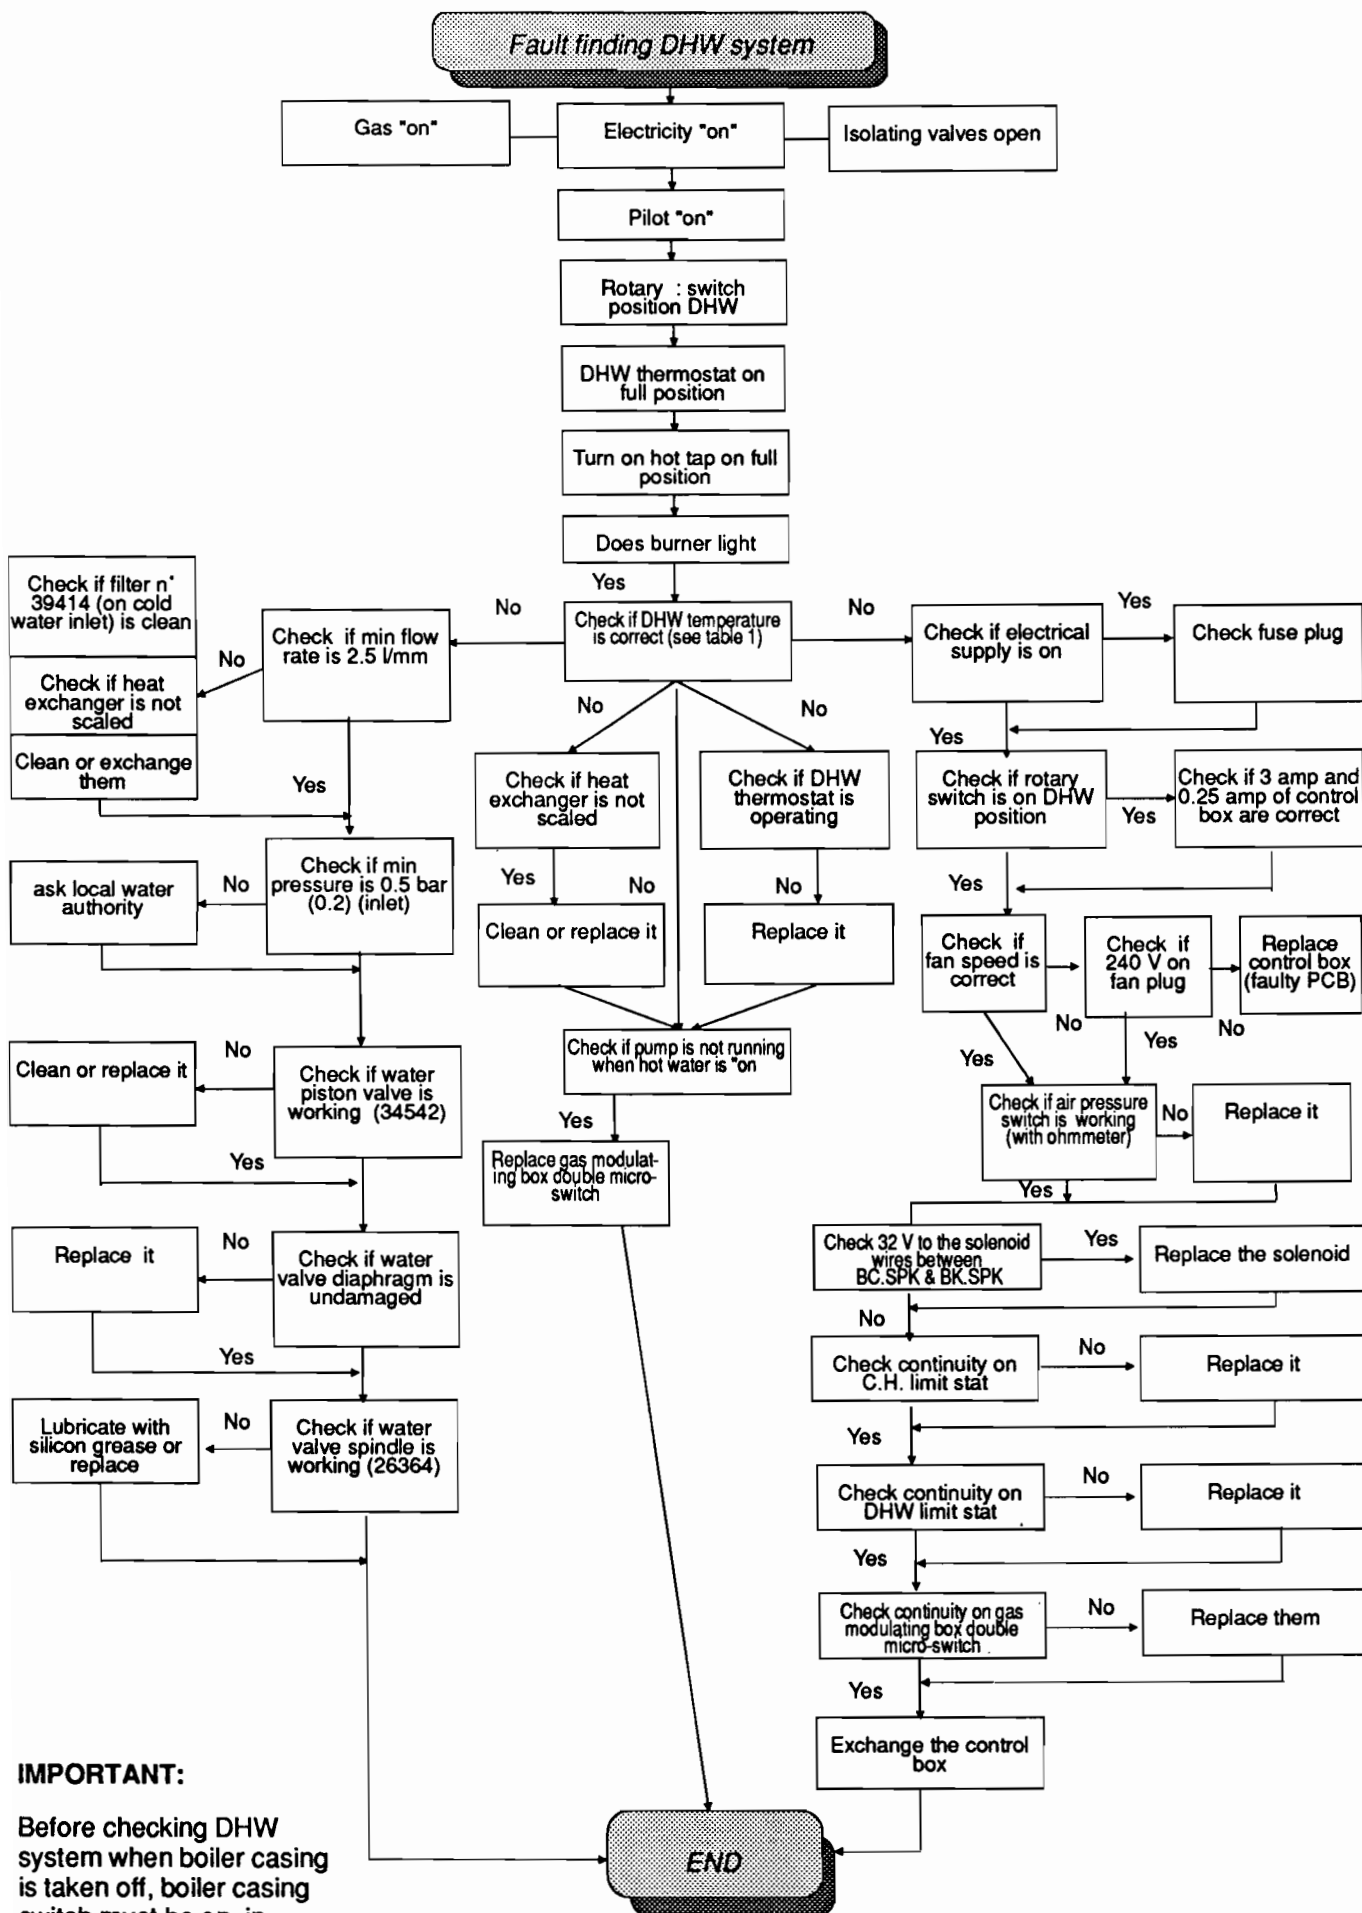 Fault finding DHW system
Gas "on"
Electricity "on"
Isolating valves open
Pilot "on"
Rotary : switch
position DHW
DHW thermostat on
full position
Turn on hot tap on full
position
Does burner light
Yes
Check if DHW temperature
is correct (see table 1)
No
No
Check if min flow
rate is 2.5 l/mm
No
Check if filter n°
39414 (on cold
water inlet) is clean
Check if heat
exchanger is not
scaled
Clean or exchange
them
Yes
Check if min
pressure is 0.5 bar
(0.2) (inlet)
No
ask local water
authority
Check if water
piston valve is
working (34542)
No
Clean or replace it
Yes
Check if water
valve diaphragm is
undamaged
No
Replace it
Yes
Check if water
valve spindle is
working (26364)
No
Lubricate with
silicon grease or
replace
No
No
Check if heat
exchanger is not
scaled
Check if DHW
thermostat is
operating
Yes
No
No
Clean or replace it
Replace it
Check if pump is not running
when hot water is "on
Yes
Replace gas modulat-
ing box double micro-
switch
Check if electrical
supply is on
Yes
Check fuse plug
Yes
Check if rotary
switch is on DHW
position
Yes
Check if 3 amp and
0.25 amp of control
box are correct
Yes
Check if
fan speed is
correct
No
Check if
240 V on
fan plug
No
Replace
control box
(faulty PCB)
Yes
Yes
Check if air pressure
switch is working
(with ohmmeter)
No
Replace it
Yes
Check 32 V to the solenoid
wires between
BC.SPK & BK.SPK
Yes
Replace the solenoid
No
Check continuity on
C.H. limit stat
No
Replace it
Yes
Check continuity on
DHW limit stat
No
Replace it
Yes
Check continuity on gas
modulating box double
micro-switch
No
Replace them
Yes
Exchange the control
box
END
IMPORTANT:
Before checking DHW
system when boiler casing
is taken off, boiler casing
switch must be on, in